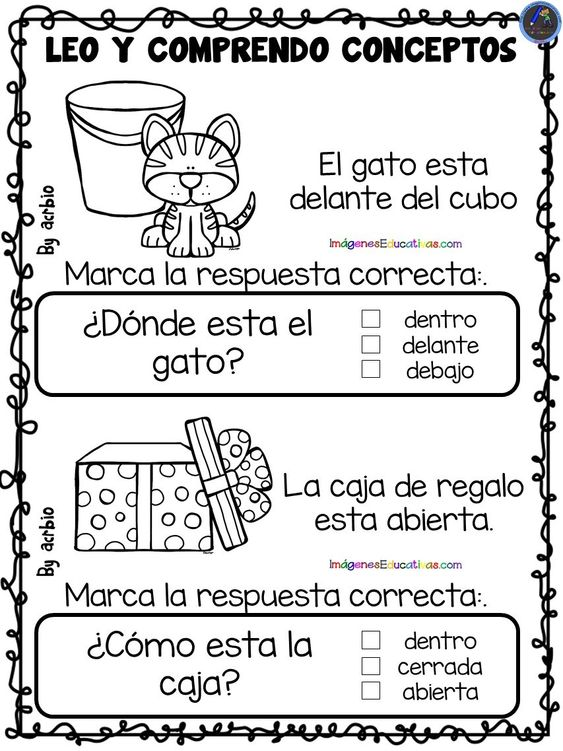 LEO Y COMPRENDO CONCEPTOS
El gato esta
delante del cubo
By acrbio
ImágenesEducativas.com
Marca la respuesta correcta:.
¿Dónde esta el
gato?
dentro
delante
debajo
La caja de regalo
esta abierta.
By acrbio
ImágenesEducativas.com
Marca la respuesta correcta:.
¿Cómo esta la
caja?
dentro
cerrada
abierta